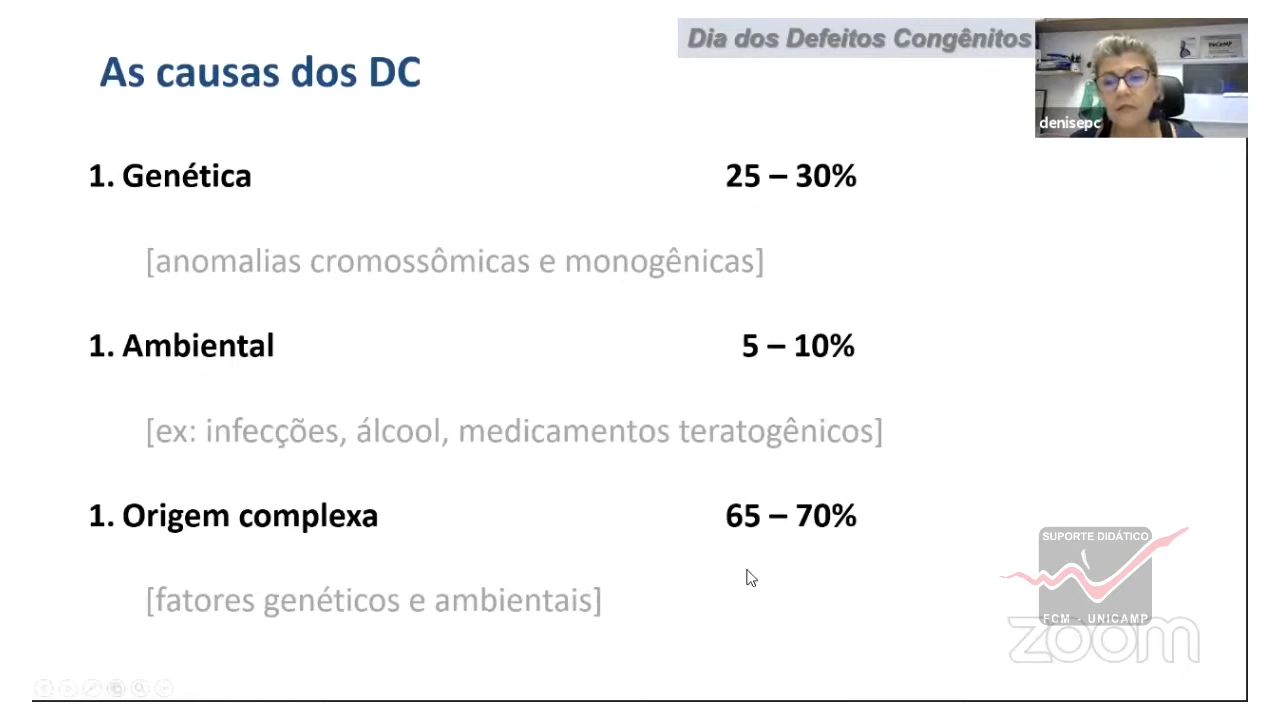 Dia dos Defeitos Congênitos
As causas dos DC
denisepc
1. Genética 25 – 30%
[anomalias cromossômicas e monogênicas]
1. Ambiental 5 – 10%
[ex: infecções, álcool, medicamentos teratogênicos]
1. Origem complexa 65 – 70%
[fatores genéticos e ambientais]
SUPORTE DIDÁTICO
FCM - UNICAMP
zoom